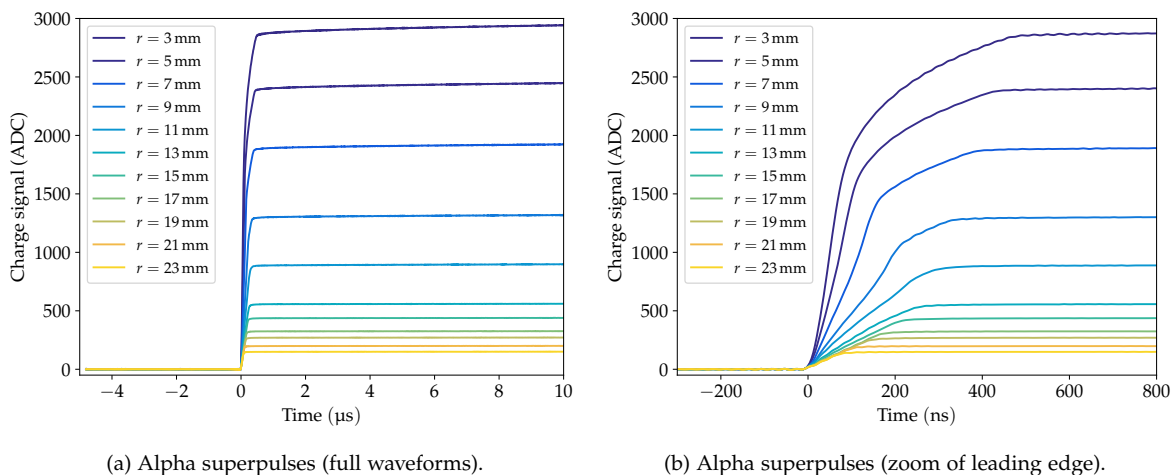 3000
2500
2000
1500
1000
500
0
Charge signal (ADC)
r = 3 mm
r = 5 mm
r = 7 mm
r = 9 mm
r = 11 mm
r = 13 mm
r = 15 mm
r = 17 mm
r = 19 mm
r = 21 mm
r = 23 mm
−4 −2 0 2 4 6 8 10
Time (µs)
(a) Alpha superpulses (full waveforms).
3000
2500
2000
1500
1000
500
0
Charge signal (ADC)
r = 3 mm
r = 5 mm
r = 7 mm
r = 9 mm
r = 11 mm
r = 13 mm
r = 15 mm
r = 17 mm
r = 19 mm
r = 21 mm
r = 23 mm
−200 0 200 400 600 800
Time (ns)
(b) Alpha superpulses (zoom of leading edge).